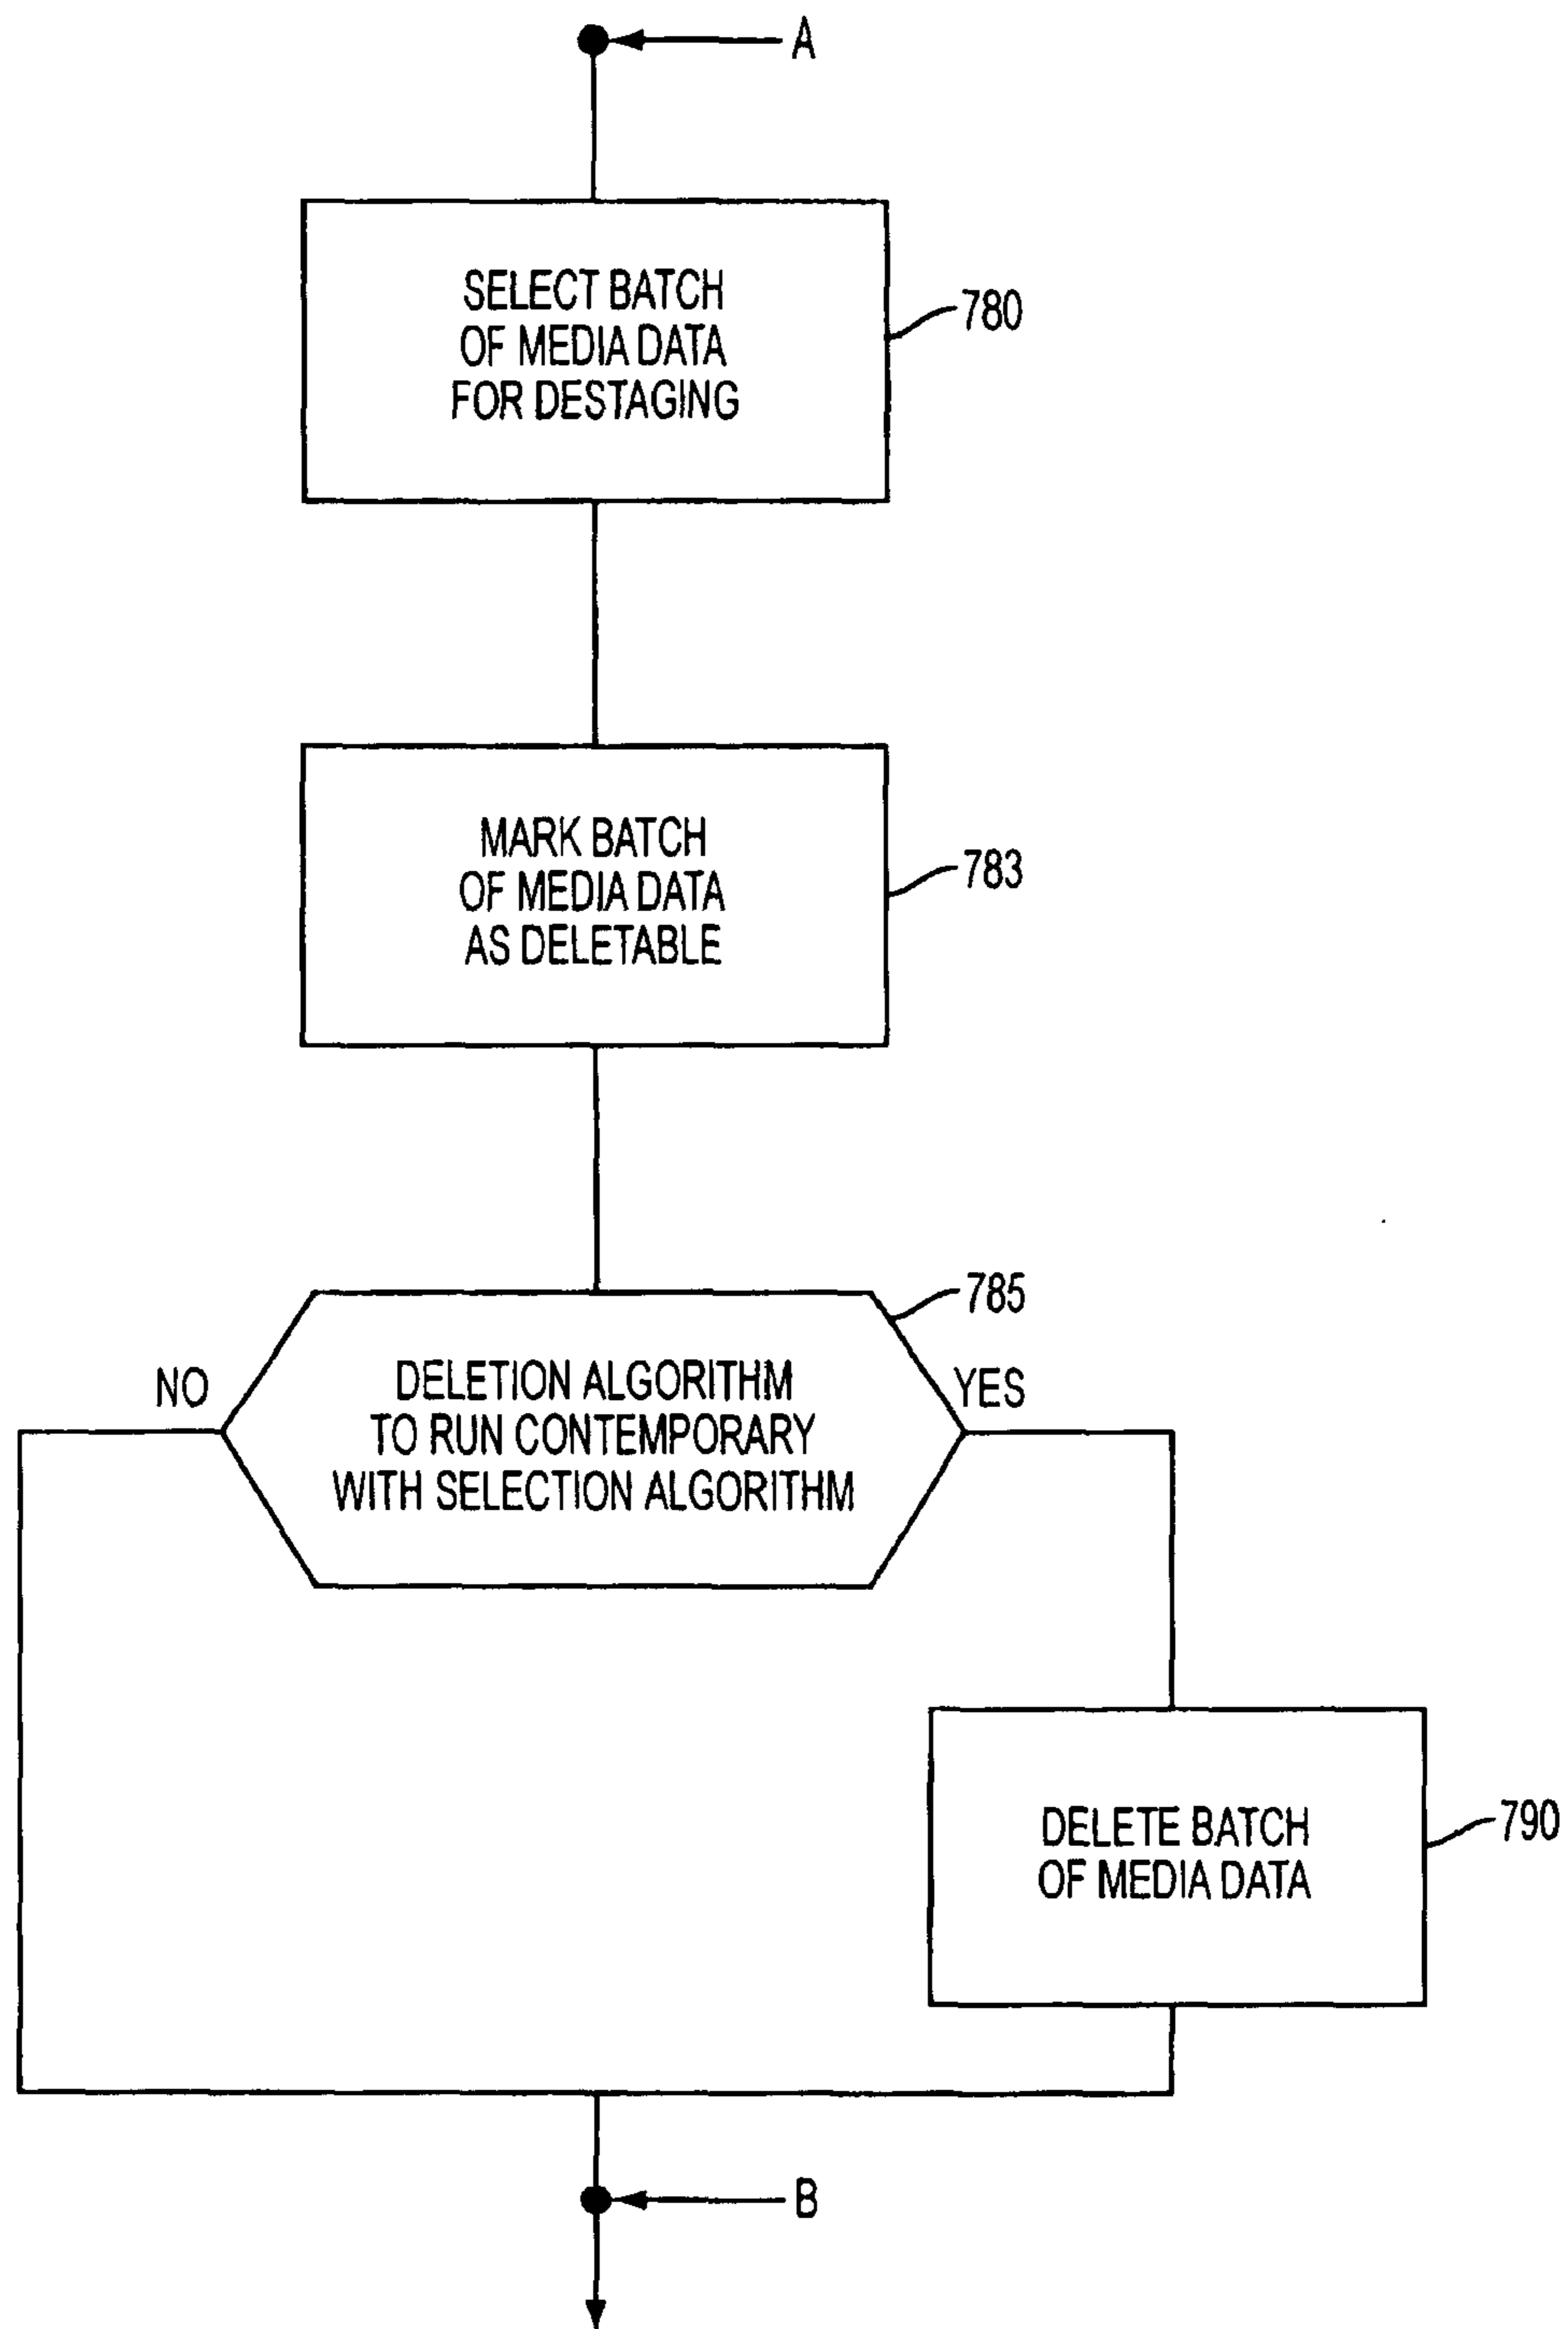 A
SELECT BATCH
OF MEDIA DATA
FOR DESTAGING
780
MARK BATCH
OF MEDIA DATA
AS DELETABLE
783
785
NO
DELETION ALGORITHM
TO RUN CONTEMPORARY
WITH SELECTION ALGORITHM
YES
DELETE BATCH
OF MEDIA DATA
790
B